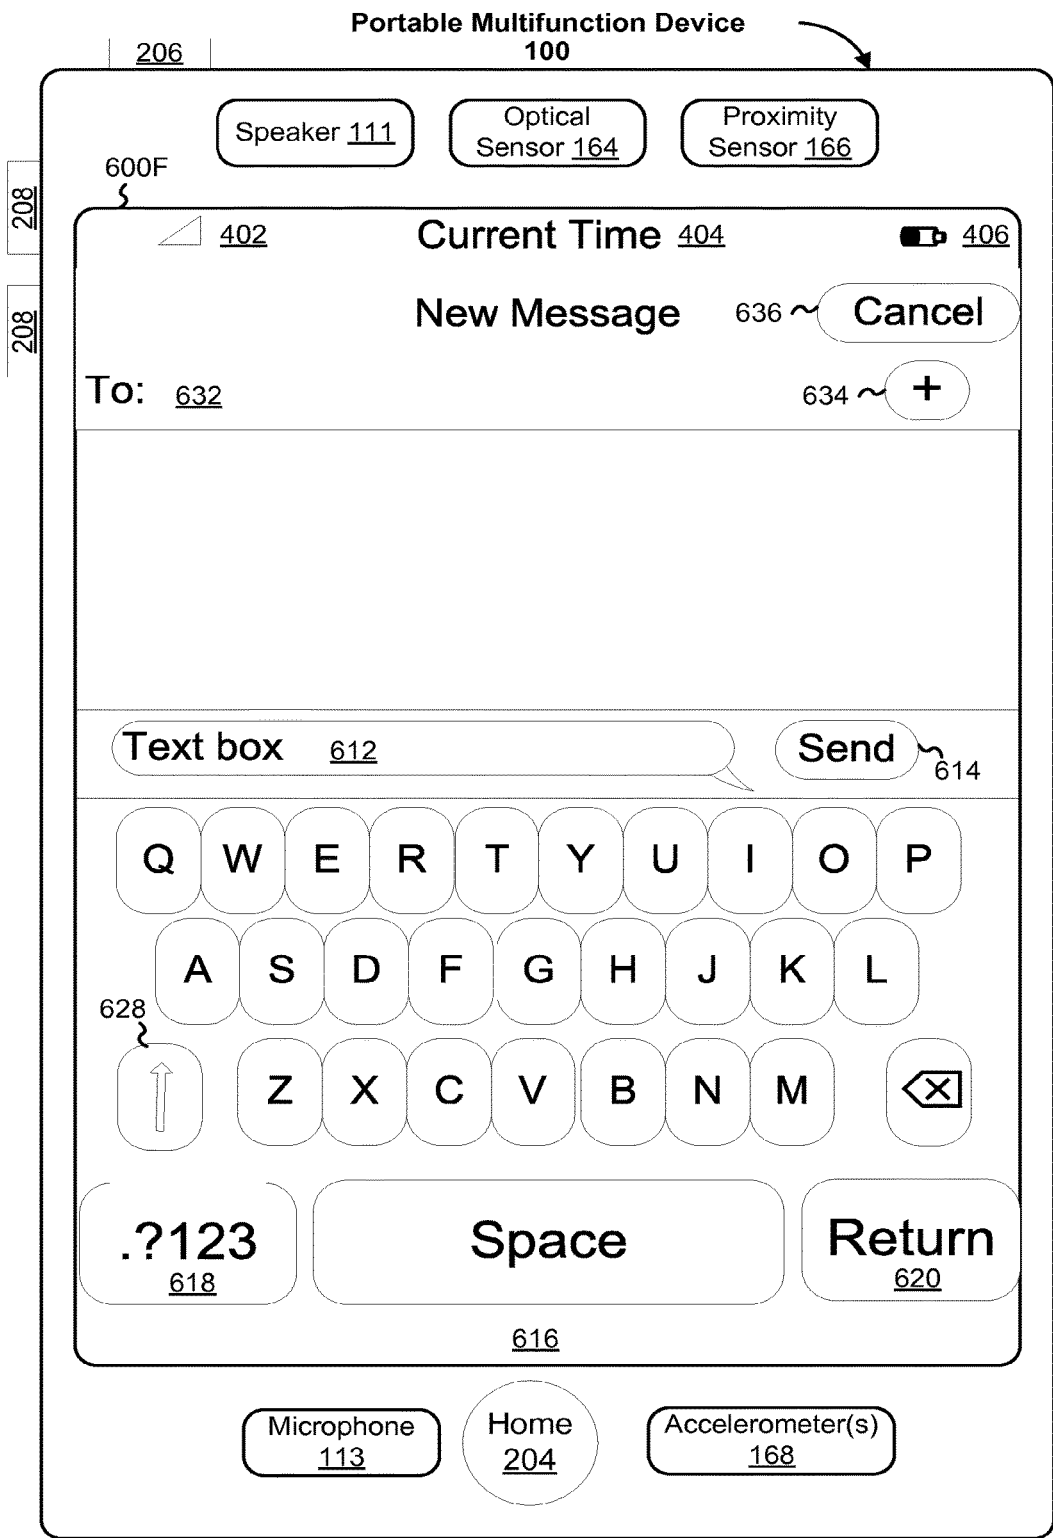 Portable Multifunction Device
100
206
Speaker 111
Optical
Sensor 164
Proximity
Sensor 166
600F
208
402
Current Time 404
406
208
New Message
636
Cancel
To: 632
634
+
Text box 612
Send
614
Q W E R T Y U I O P
A S D F G H J K L
628
Z X C V B N M
.?123
618
Space
Return
620
616
Microphone
113
Home
204
Accelerometer(s)
168